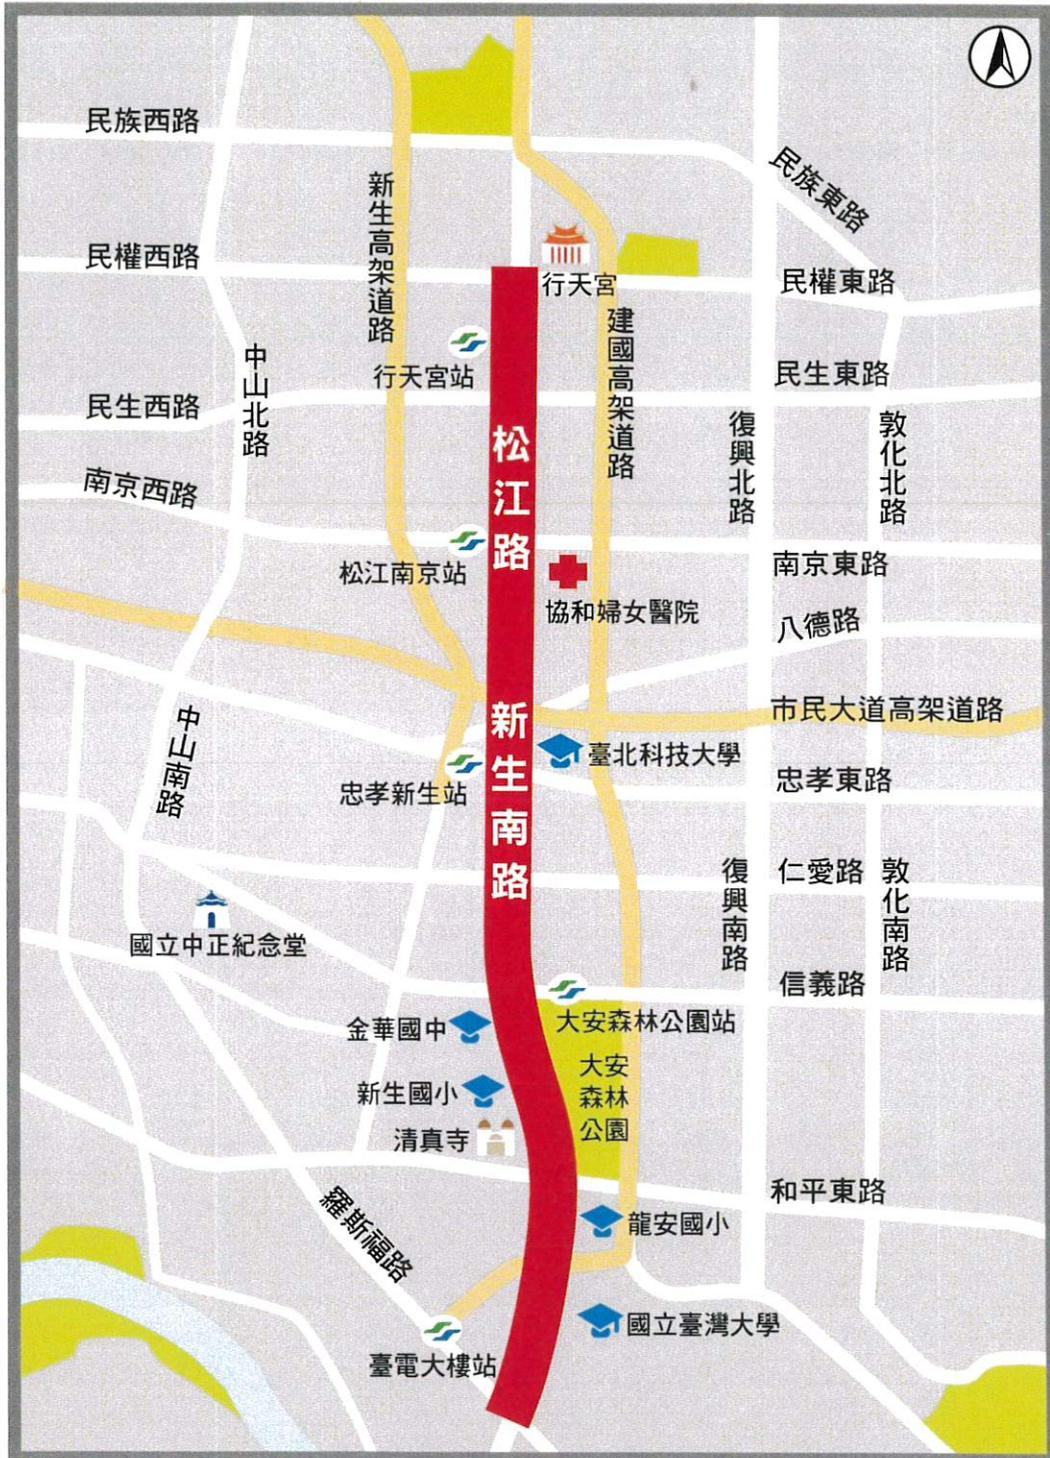 民族西路
民族東路
新生高架道路
民權西路
行天宮
民權東路
建國高架道路
中山北路
行天宮站
民生東路
民生西路
松江路
復興北路
敦化北路
南京西路
松江南京站
南京東路
協和婦女醫院
八德路
中山南路
新生南路
市民大道高架道路
臺北科技大學
忠孝新生站
忠孝東路
復興南路
仁愛路
敦化南路
國立中正紀念堂
信義路
金華國中
大安森林公園站
大安
森林
公園
新生國小
清真寺
和平東路
羅斯福路
龍安國小
國立臺灣大學
臺電大樓站